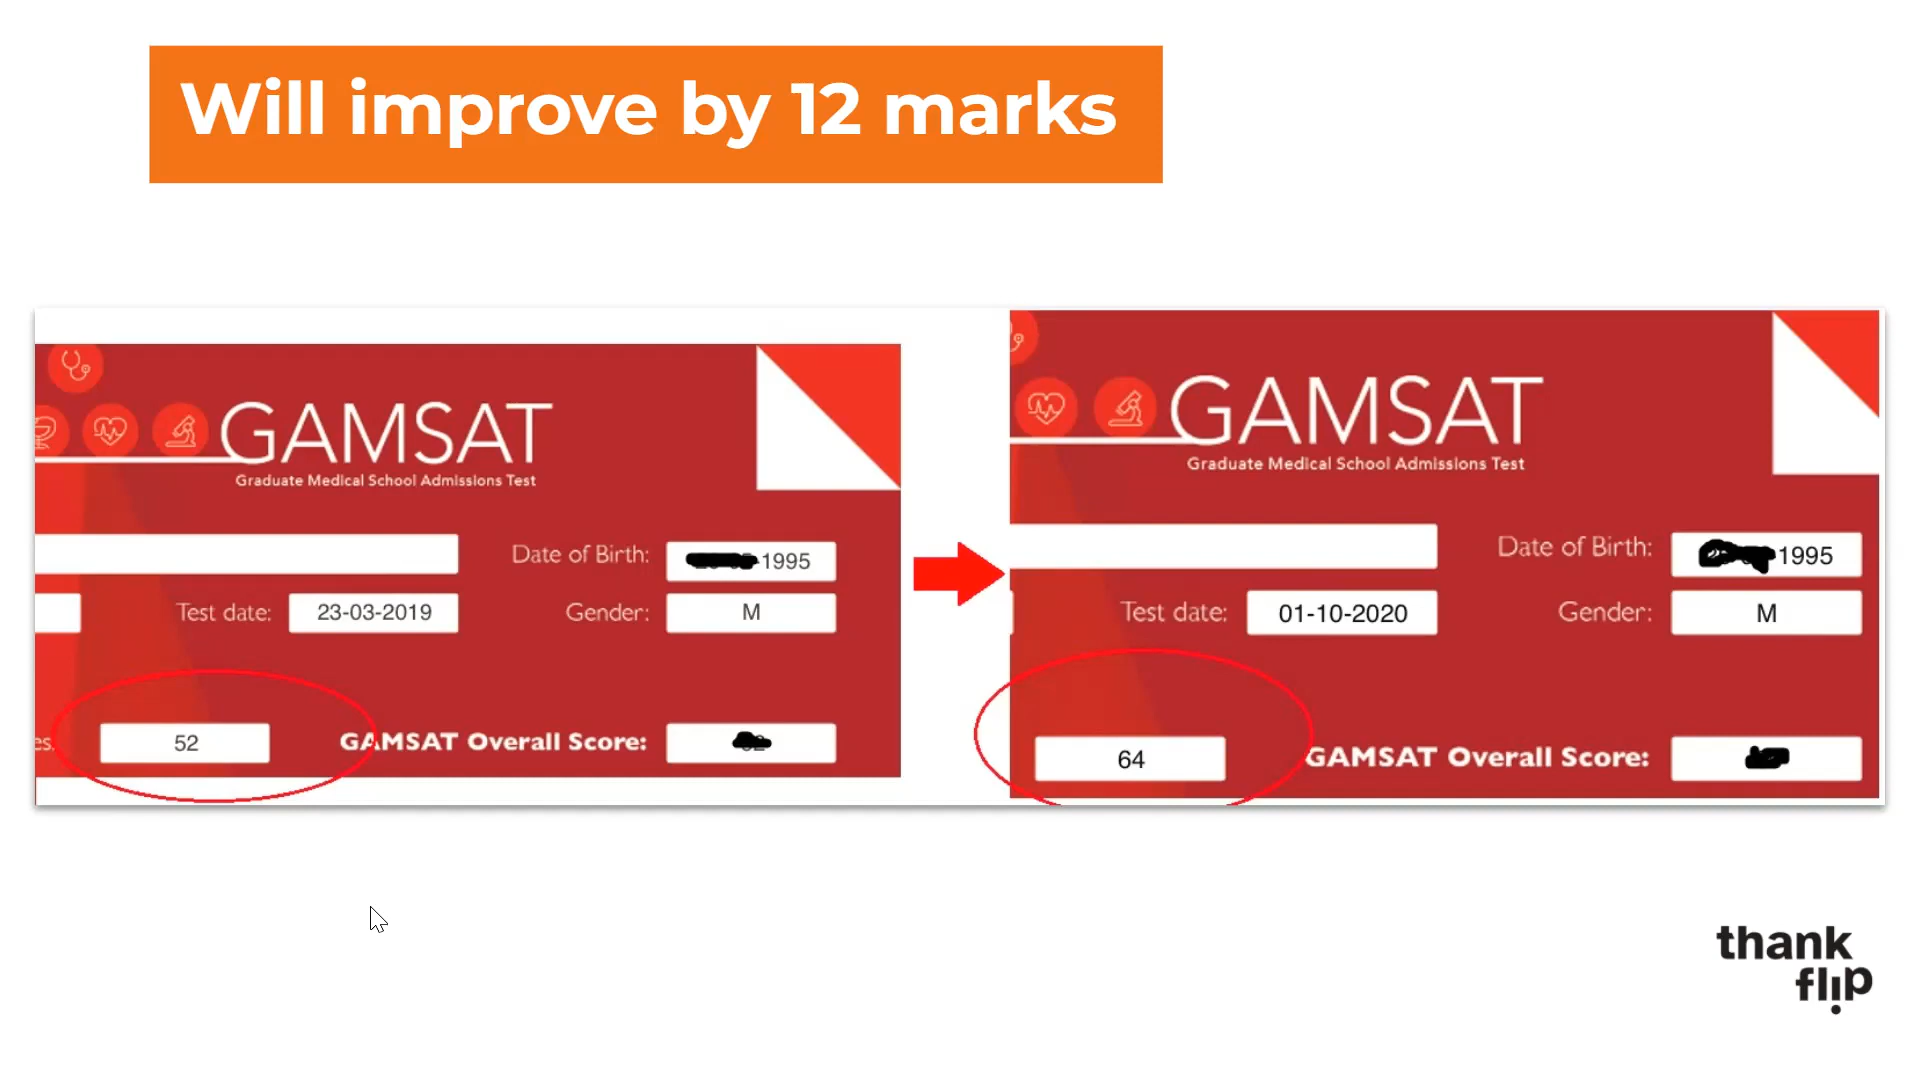 Will improve by 12 marks
GAMSAT
Graduate Medical School Admissions Test
Date of Birth: 1995
Test date: 23-03-2019 Gender: M
52 GAMSAT Overall Score:
GAMSAT
Graduate Medical School Admissions Test
Date of Birth: 1995
Test date: 01-10-2020 Gender: M
64 GAMSAT Overall Score:
thank
flip